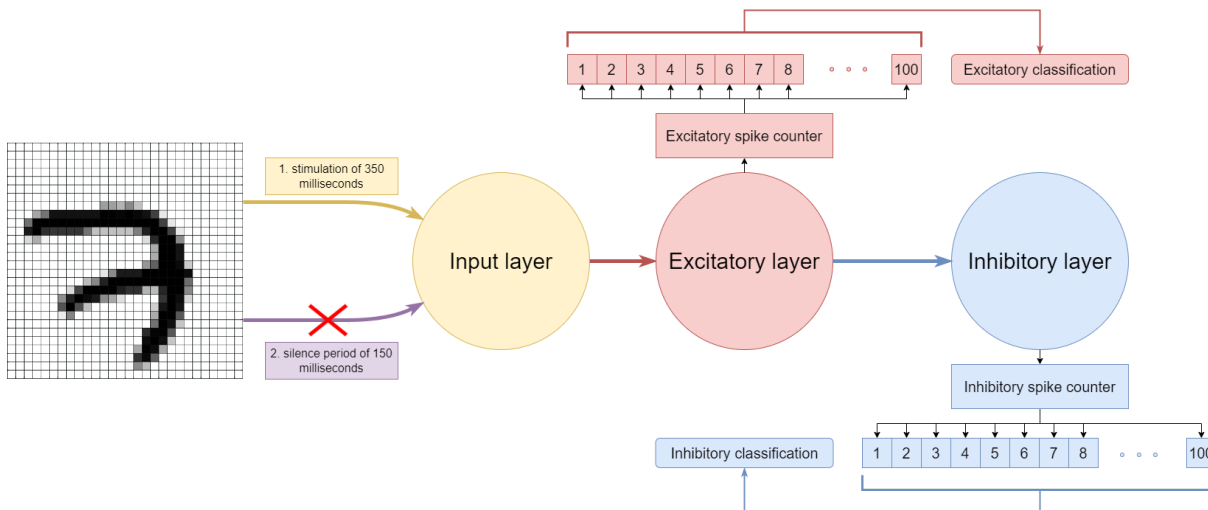 1 2 3 4 5 6 7 8 100
Excitatory classification
Excitatory spike counter
1. stimulation of 350
milliseconds
Input layer
Excitatory layer
Inhibitory layer
2. silence period of 150
milliseconds
Inhibitory spike counter
Inhibitory classification
1 2 3 4 5 6 7 8 100